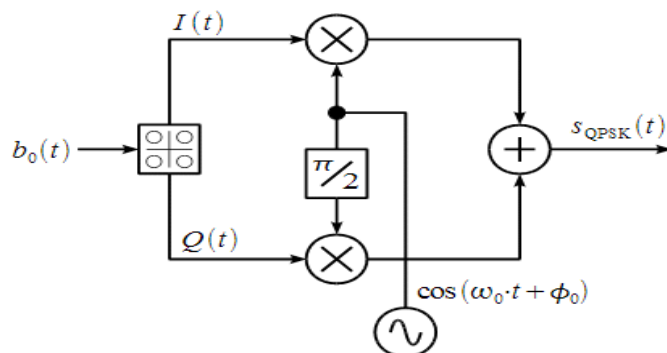 I(t)
b₀(t)
π/2
s_QPSK(t)
Q(t)
cos(ω₀·t+ϕ₀)